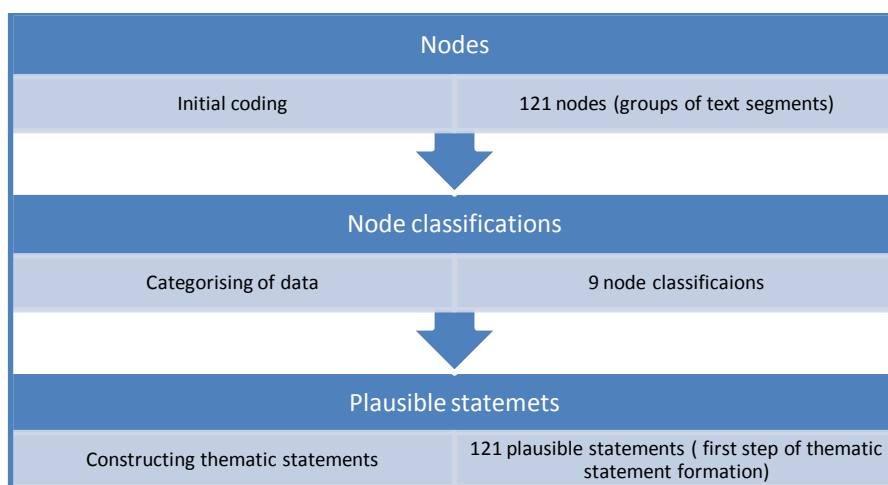 Nodes
Initial coding
121 nodes (groups of text segments)
Node classifications
Categorising of data
9 node classificaions
Plausible statemets
Constructing thematic statements
121 plausible statements ( first step of thematic
statement formation)